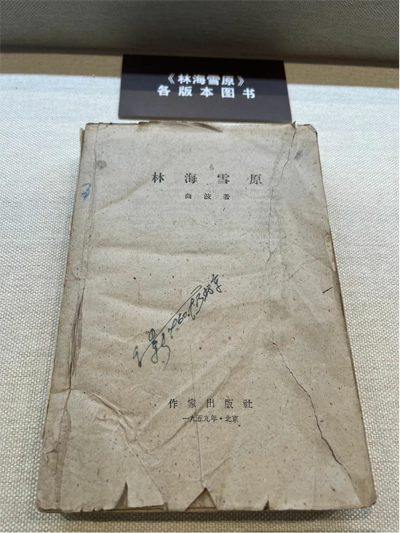 《林海雪原》
各版本图书
林海雪原
曲波著
作家出版社
一九五九年·北京